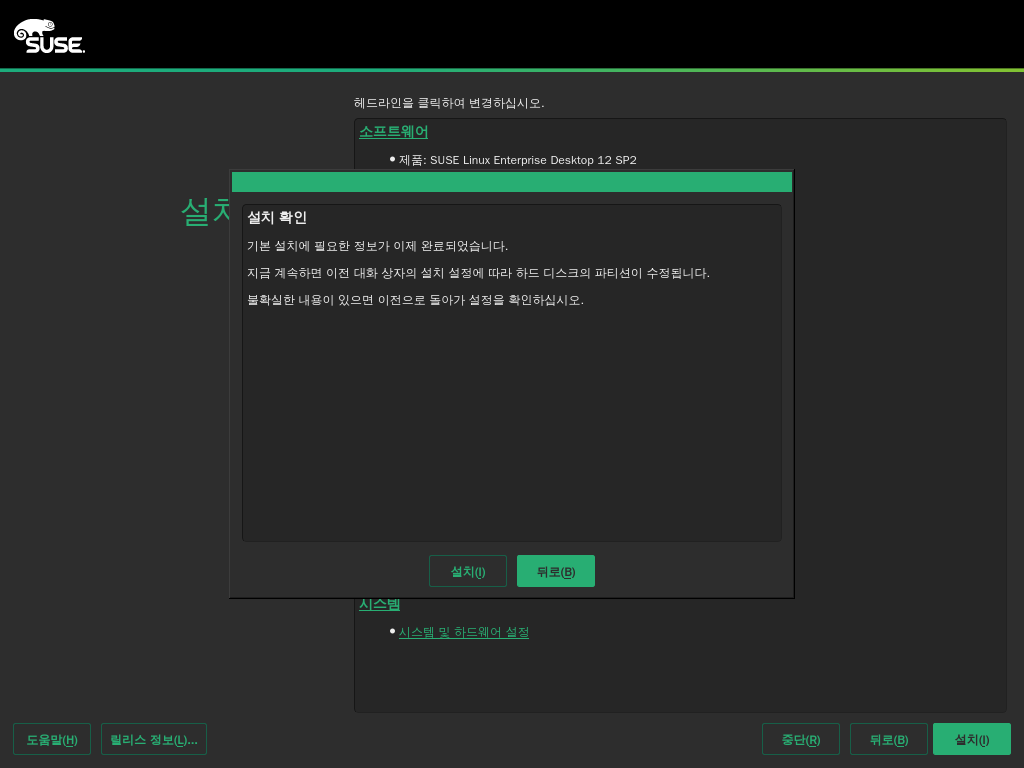 SUSE
헤드라인을 클릭하여 변경하십시오.
소프트웨어
• 제품: SUSE Linux Enterprise Desktop 12 SP2
설치 확인
기본 설치에 필요한 정보가 이제 완료되었습니다.
지금 계속하면 이전 대화 상자의 설치 설정에 따라 하드 디스크의 파티션이 수정됩니다.
불확실한 내용이 있으면 이전으로 돌아가 설정을 확인하십시오.
설치(I) 뒤로(B)
시스템
• 시스템 및 하드웨어 설정
도움말(H) 릴리스 정보(L)... 중단(R) 뒤로(B) 설치(I)